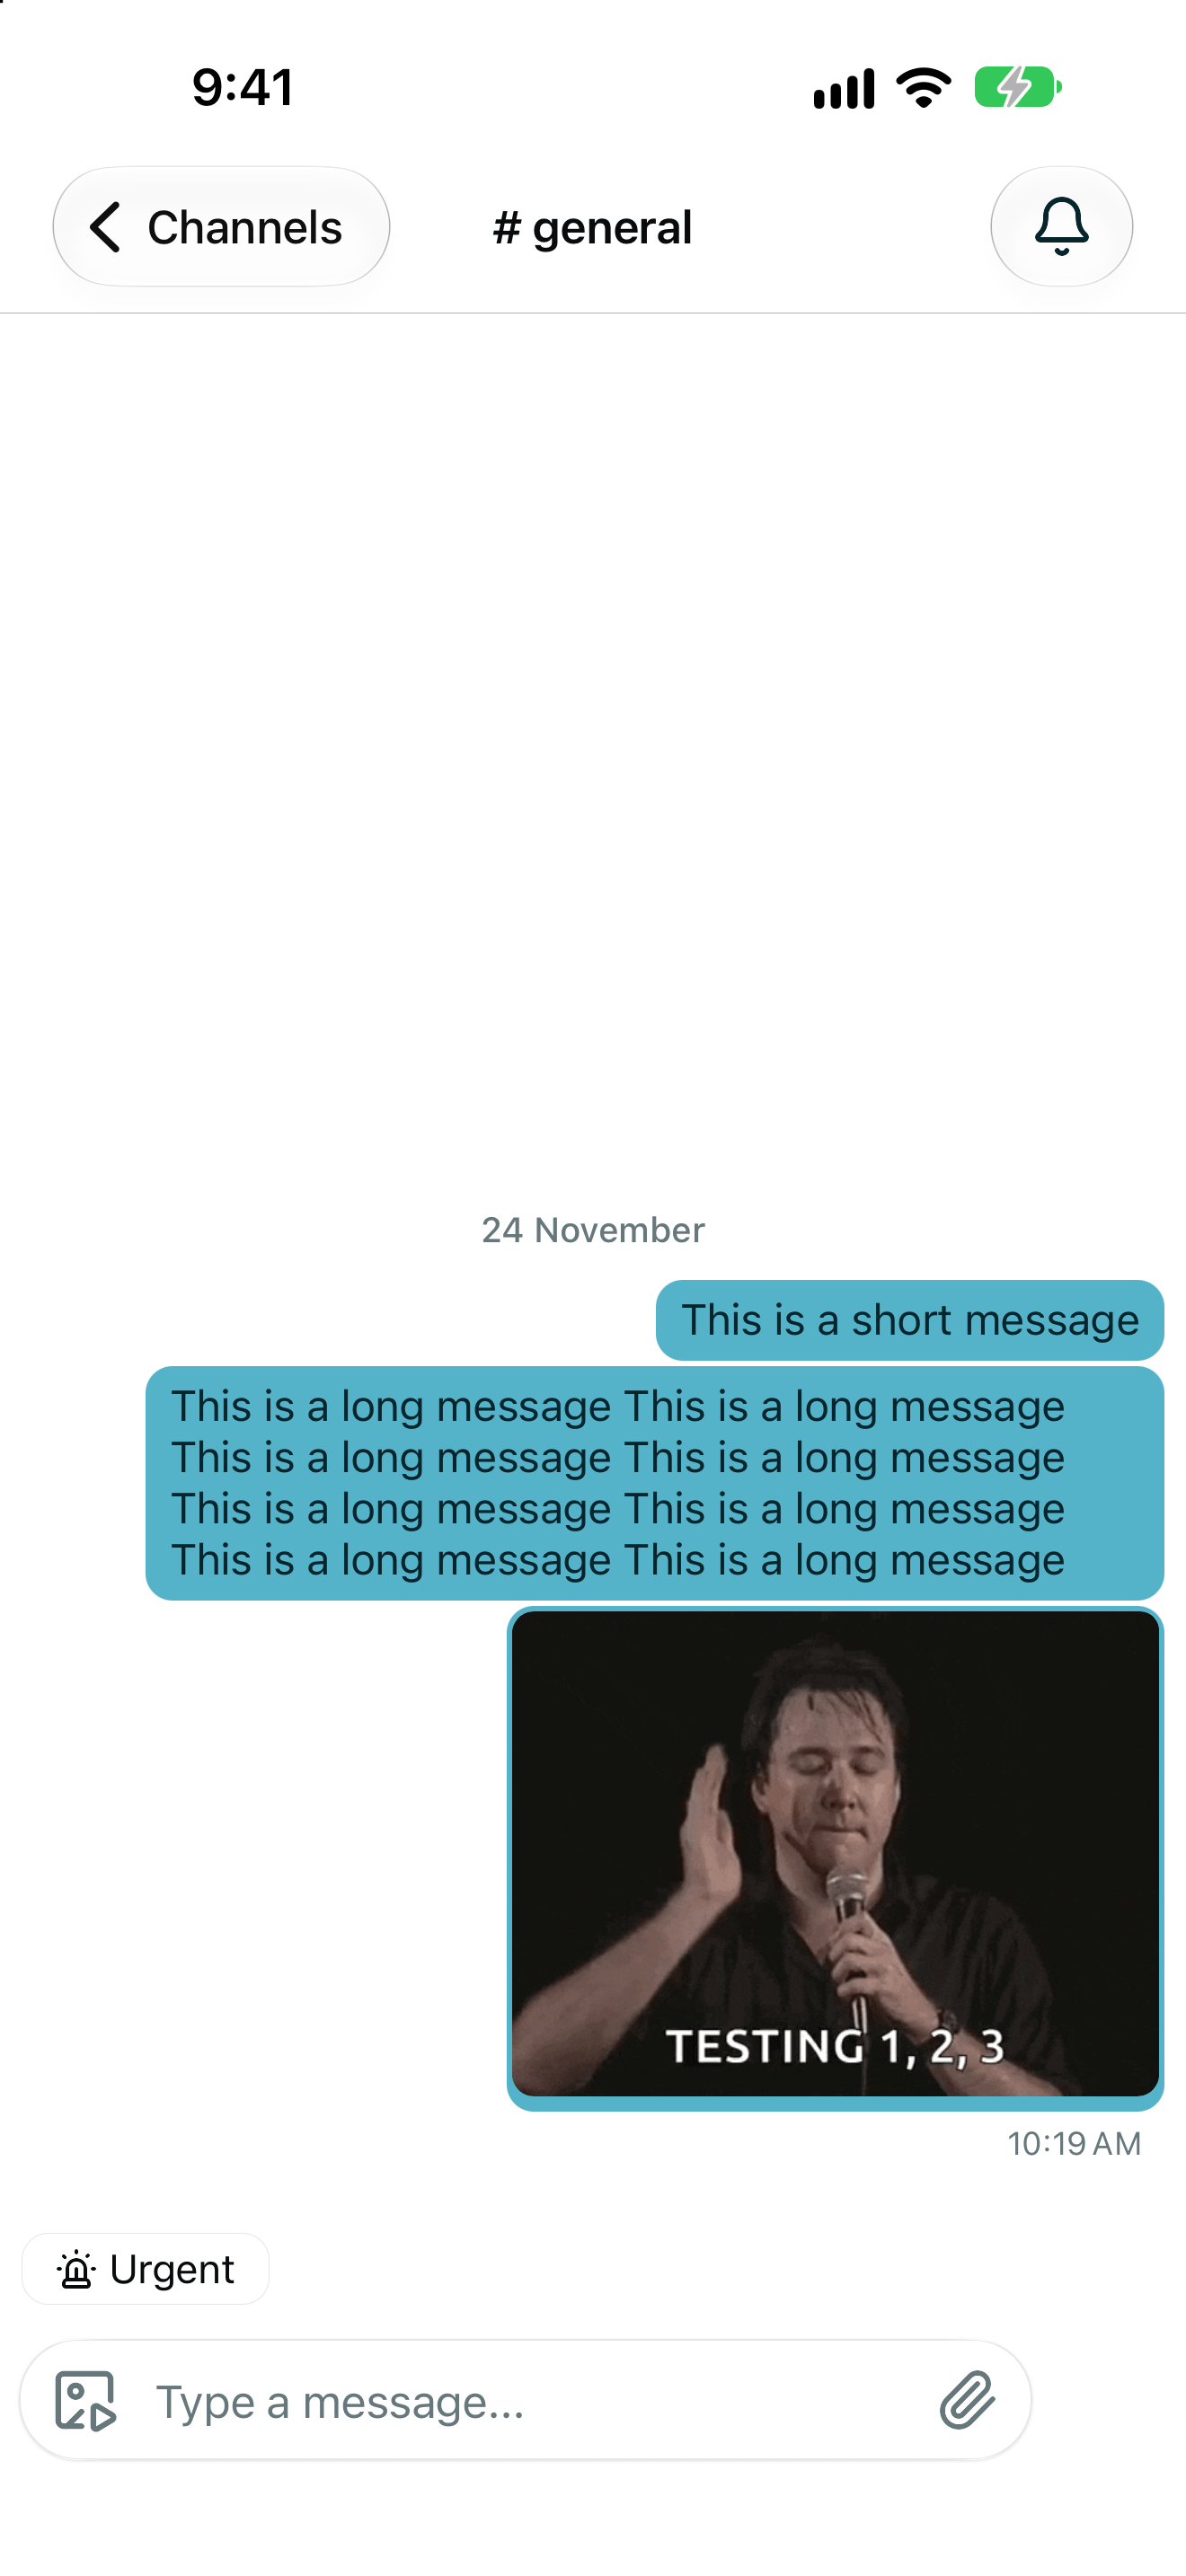 9:41
Channels
# general
24 November
This is a short message
This is a long message This is a long message
This is a long message This is a long message
This is a long message This is a long message
This is a long message This is a long message
TESTING 1, 2, 3
10:19 AM
Urgent
Type a message...